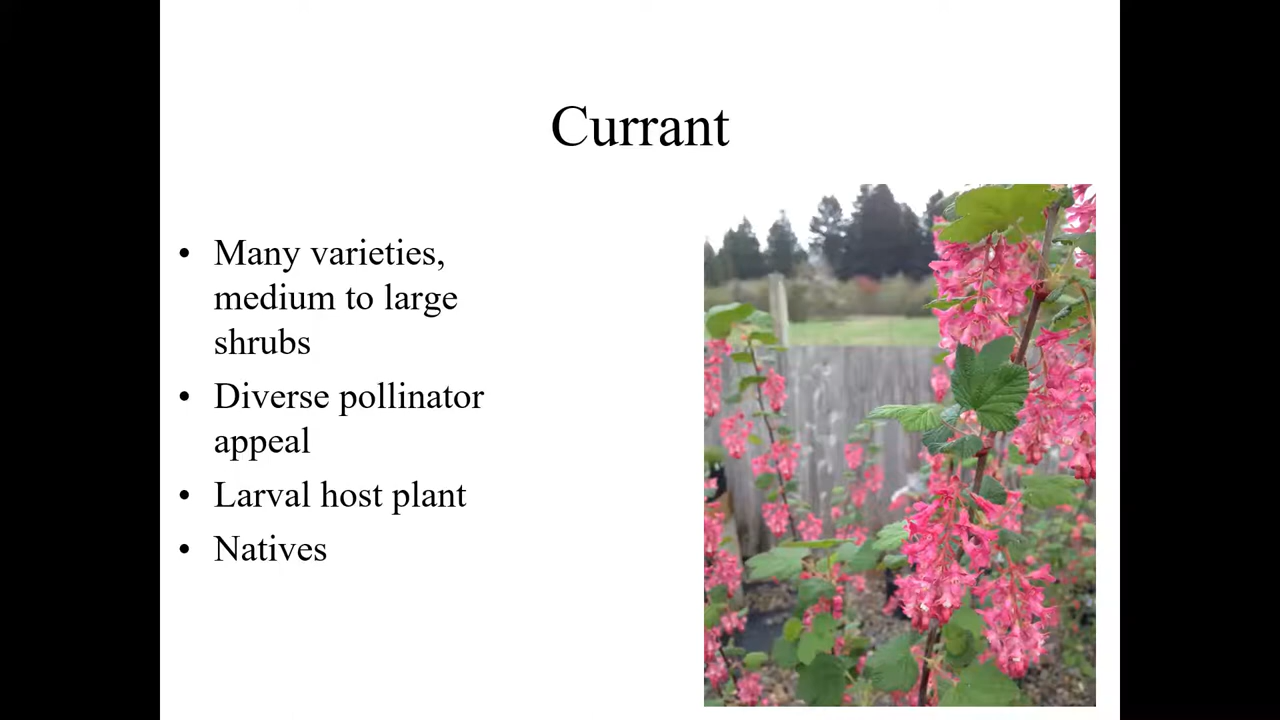 Currant
• Many varieties,
medium to large
shrubs
• Diverse pollinator
appeal
• Larval host plant
• Natives